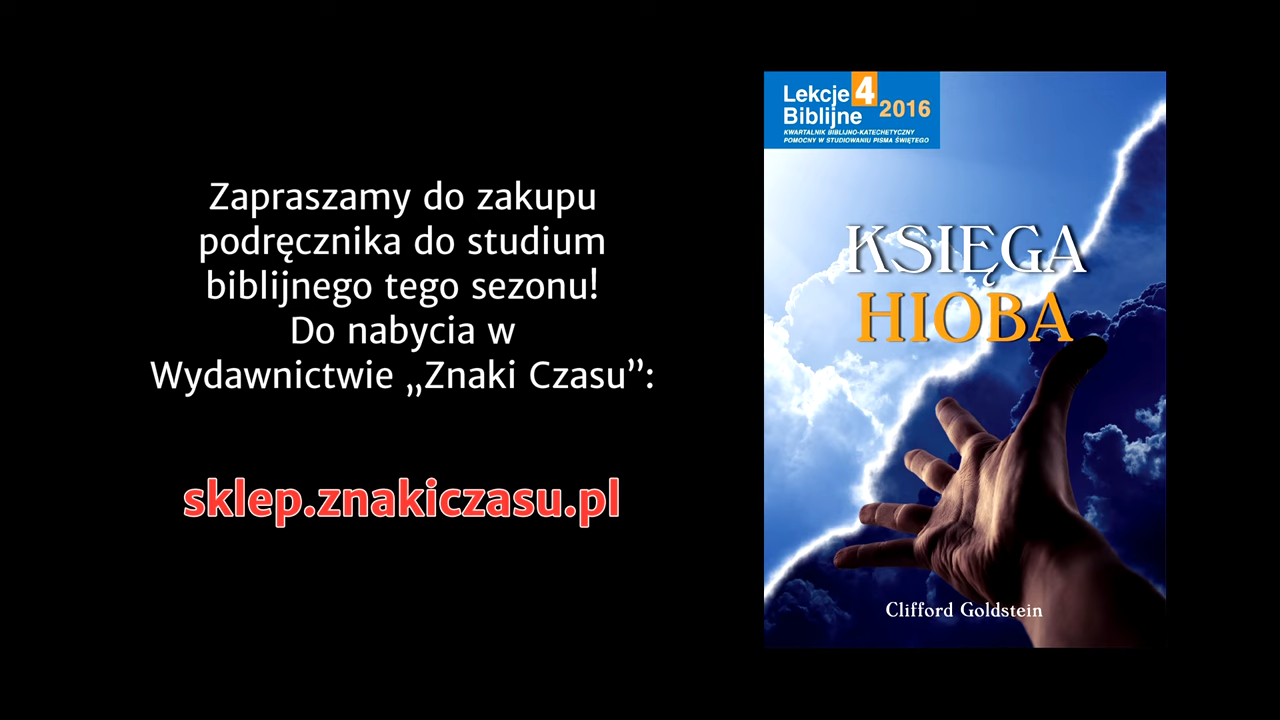 Zapraszamy do zakupu
podręcznika do studium
biblijnego tego sezonu!
Do nabycia w
Wydawnictwie „Znaki Czasu”:
sklep.znakiczasu.pl
Lekcje 4 2016
Biblijne
KWARTALNIK BIBLIJNO-KATECHETYCZNY
POMOCNY W STUDIOWANIU PISMA ŚWIĘTEGO
KSIĘGA
HIOBA
Clifford Goldstein